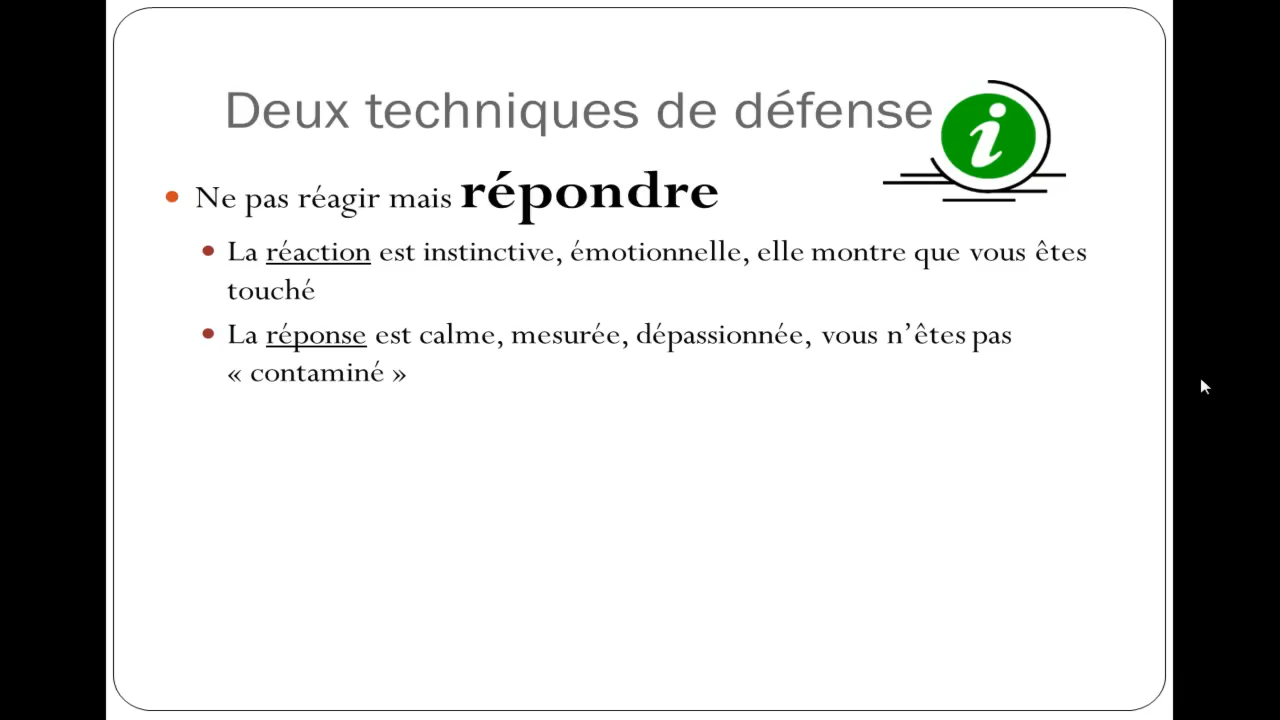 Deux techniques de défense
i
• Ne pas réagir mais répondre
• La réaction est instinctive, émotionnelle, elle montre que vous êtes
touché
• La réponse est calme, mesurée, dépassionnée, vous n’êtes pas
« contaminé »